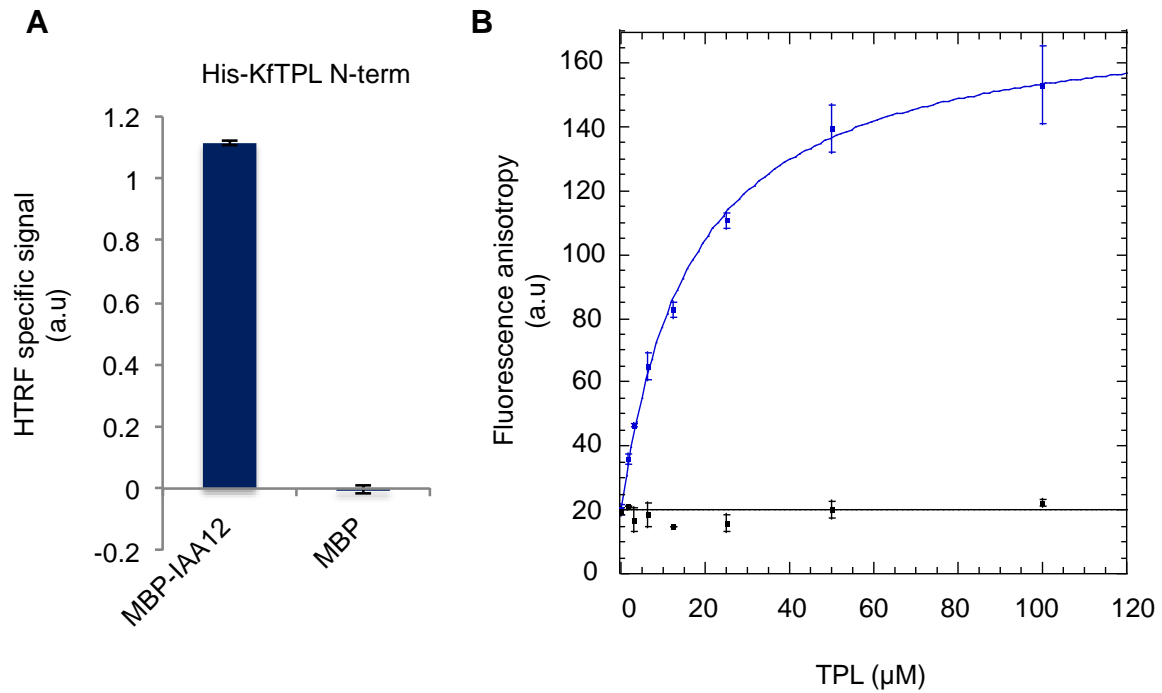 A
His-KfTPL N-term
HTRF specific signal
(a.u)
1.2
1
0.8
0.6
0.4
0.2
0
-0.2
MBP-IAA12
MBP
B
Fluorescence anisotropy
(a.u)
160
140
120
100
80
60
40
20
0
0 20 40 60 80 100 120
TPL (µM)